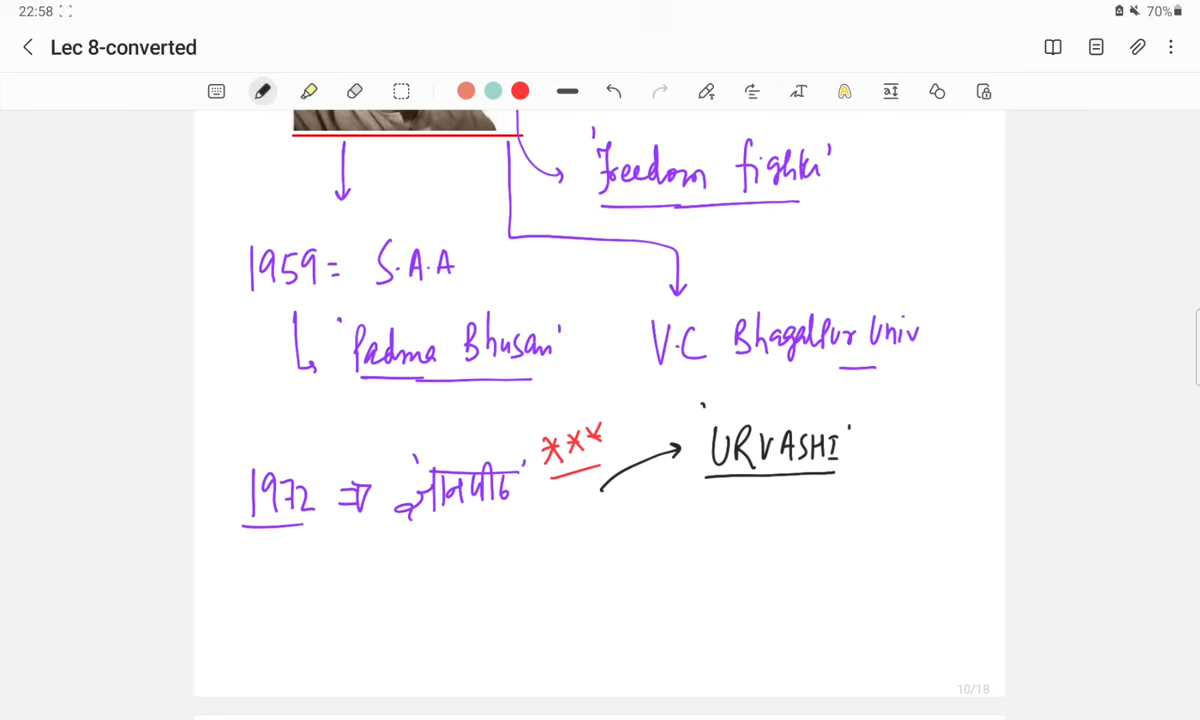 22:58
70%
Lec 8-converted
'Freedom fighter'
1959 = S.A.A
'Padma Bhusan'
V.C Bhagalpur Univ
1972 ⇒ 'ज्ञानपीठ' ***
'URVASHI'
10/18